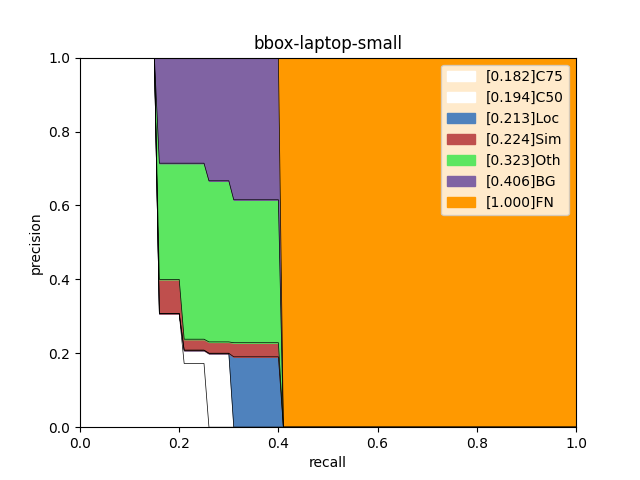 bbox-laptop-small
1.0
0.8
0.6
0.4
0.2
0.0
precision
[0.182]C75
[0.194]C50
[0.213]Loc
[0.224]Sim
[0.323]Oth
[0.406]BG
[1.000]FN
0.0 0.2 0.4 0.6 0.8 1.0
recall